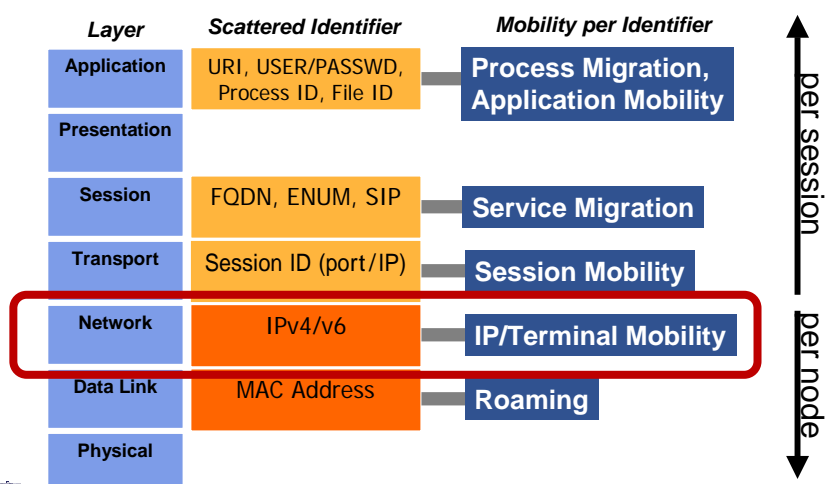 Layer Scattered Identifier Mobility per Identifier
Application
URI, USER/PASSWD,
Process ID, File ID
Process Migration,
Application Mobility
Presentation
Session
FQDN, ENUM, SIP
Service Migration
Transport
Session ID (port/IP)
Session Mobility
Network
IPv4/v6
IP/Terminal Mobility
Data Link
MAC Address
Roaming
Physical
per session
per node